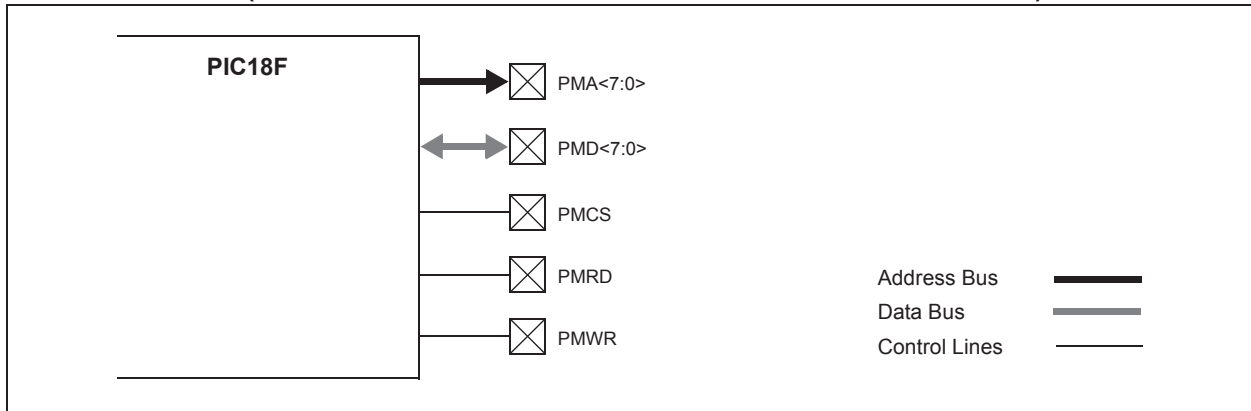 PIC18F
PMA<7:0>
PMD<7:0>
PMCS
PMRD
PMWR
Address Bus
Data Bus
Control Lines